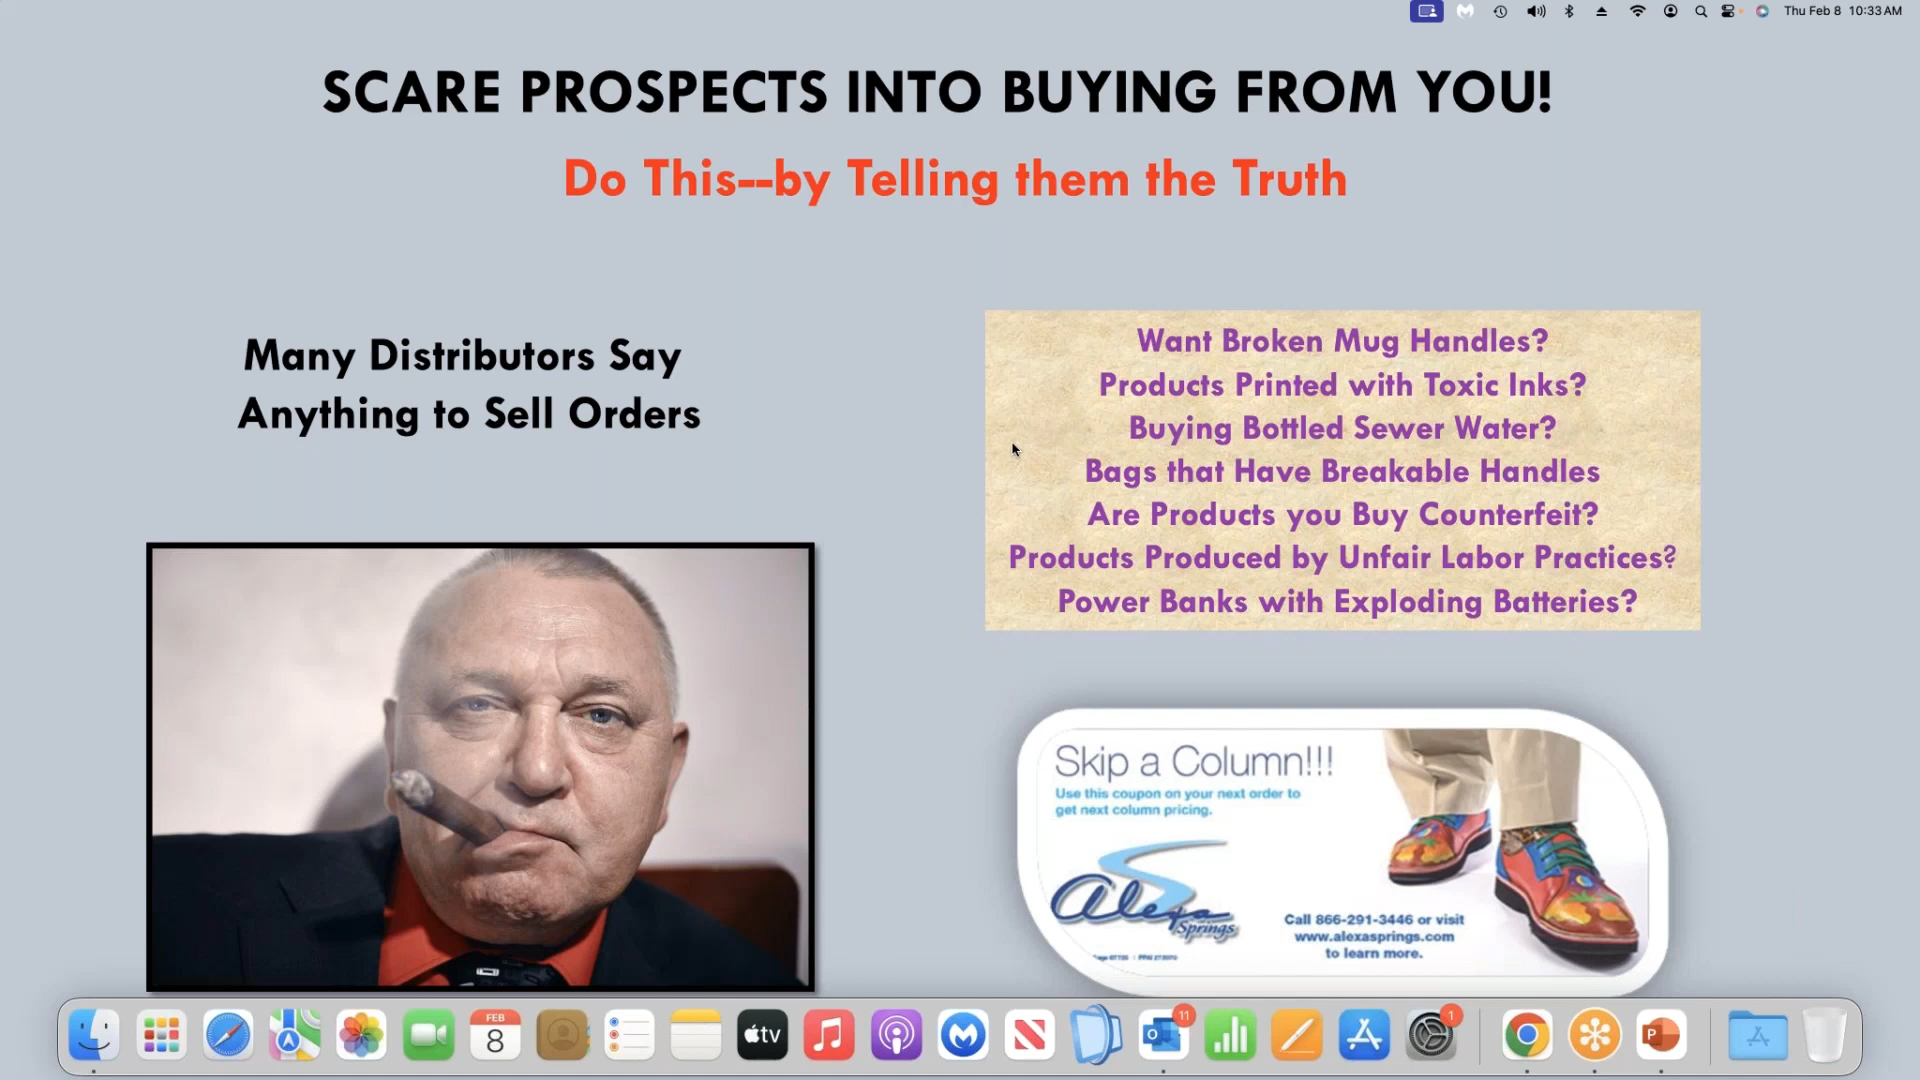 Thu Feb 8 10:33 AM
SCARE PROSPECTS INTO BUYING FROM YOU!
Do This--by Telling them the Truth
Many Distributors Say
Anything to Sell Orders
Want Broken Mug Handles?
Products Printed with Toxic Inks?
Buying Bottled Sewer Water?
Bags that Have Breakable Handles
Are Products you Buy Counterfeit?
Products Produced by Unfair Labor Practices?
Power Banks with Exploding Batteries?
Skip a Column!!!
Use this coupon on your next order to
get next column pricing.
Alexa
Springs
Call 866-291-3446 or visit
www.alexasprings.com
to learn more.
FEB
8
tv
11
1